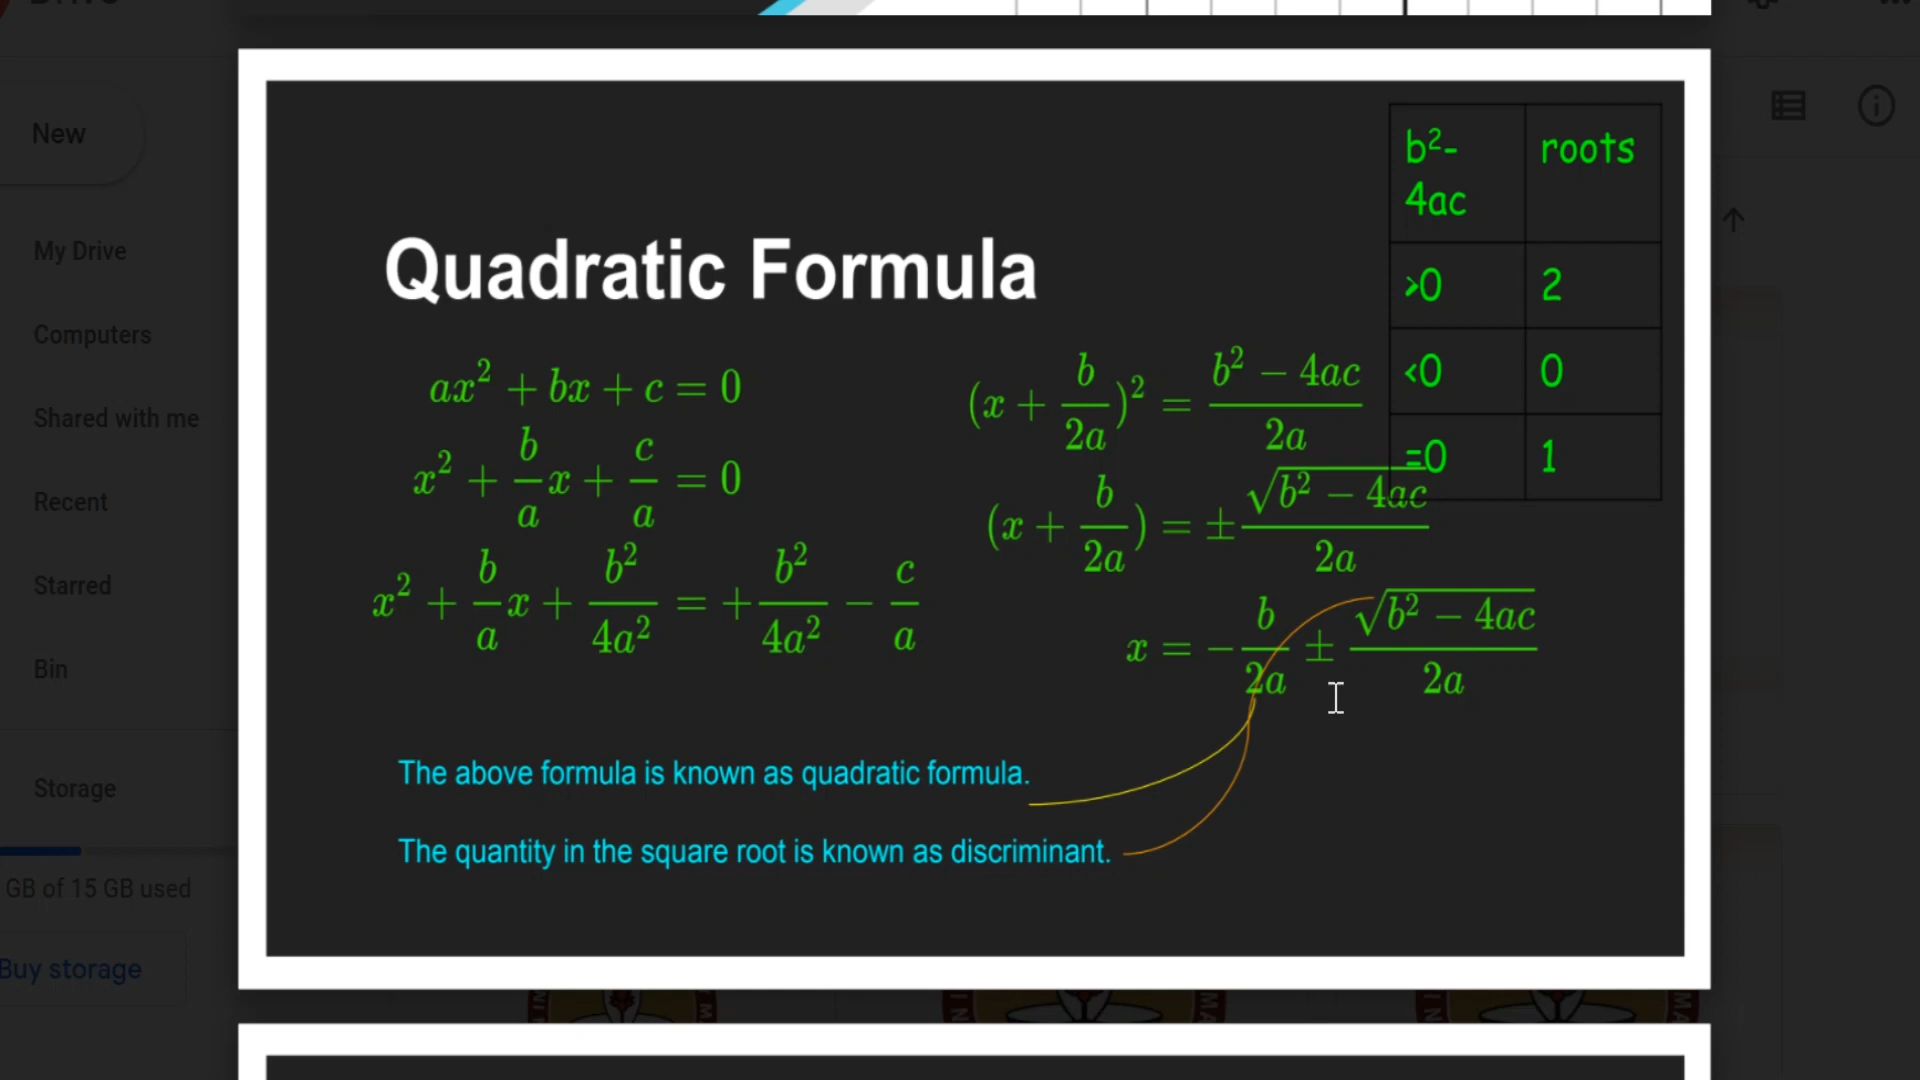 New
My Drive
Computers
Shared with me
Recent
Starred
Bin
Storage
GB of 15 GB used
Buy storage
Quadratic Formula
ax² + bx + c = 0
x² + b/a x + c/a = 0
x² + b/a x + b²/4a² = +b²/4a² − c/a
(x + b/2a)² = b² − 4ac/2a
(x + b/2a) = ±√b² − 4ac/2a
x = −b/2a ± √b² − 4ac/2a
b²-4ac roots
>0 2
<0 0
=0 1
The above formula is known as quadratic formula.
The quantity in the square root is known as discriminant.